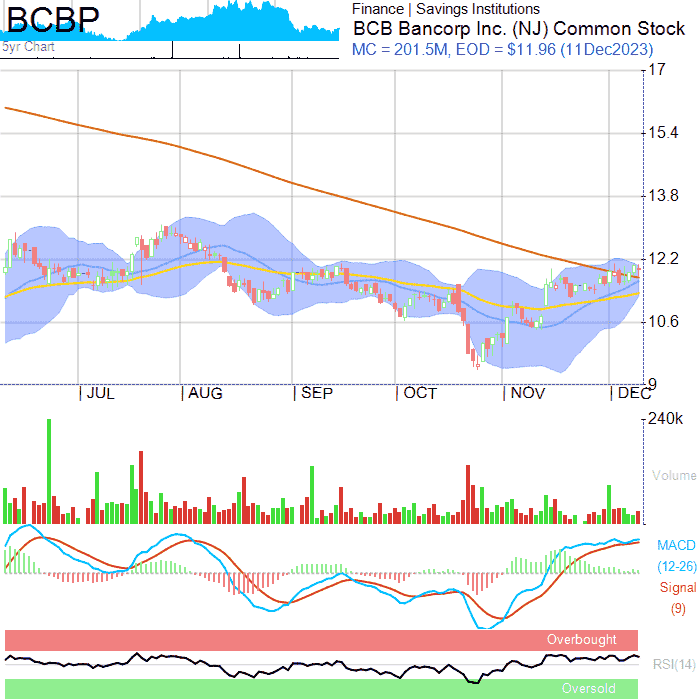 BCBP
5yr Chart
Finance | Savings Institutions
BCB Bancorp Inc. (NJ) Common Stock
MC = 201.5M, EOD = $11.96 (11Dec2023)
17
15.4
13.8
12.2
10.6
9
JUL AUG SEP OCT NOV DEC
240k
Volume
MACD
(12-26)
Signal
(9)
Overbought
RSI(14)
Oversold